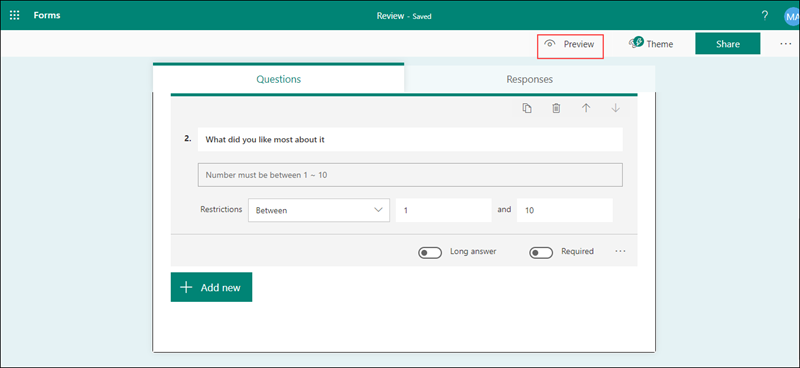 Forms
Review - Saved
?
MA
Preview
Theme
Share
Questions
Responses
2. What did you like most about it
Number must be between 1 ~ 10
Restrictions Between 1 and 10
Long answer Required
Add new